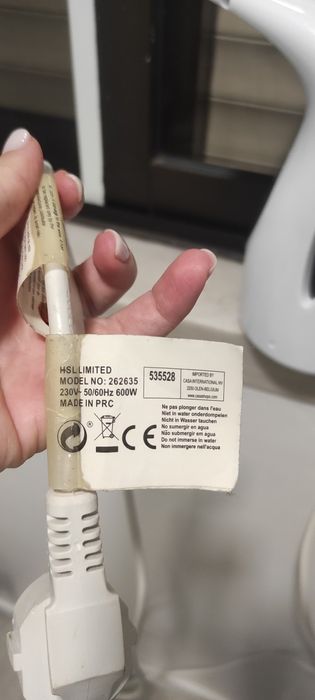 HSL LIMITED
MODEL NO: 262635
230V~ 50/60Hz 600W
MADE IN PRC
535528
IMPORTED BY
CASA INTERNATIONAL NV
2250 OLEN-BELGIUM
www.casashops.com
®
CE
Ne pas plonger dans l'eau
Niet in water onderdompelen
Nicht in Wasser tauchen
No sumergir en agua
Não submergir em agua
Do not immerse in water
Non immergere nell'acqua